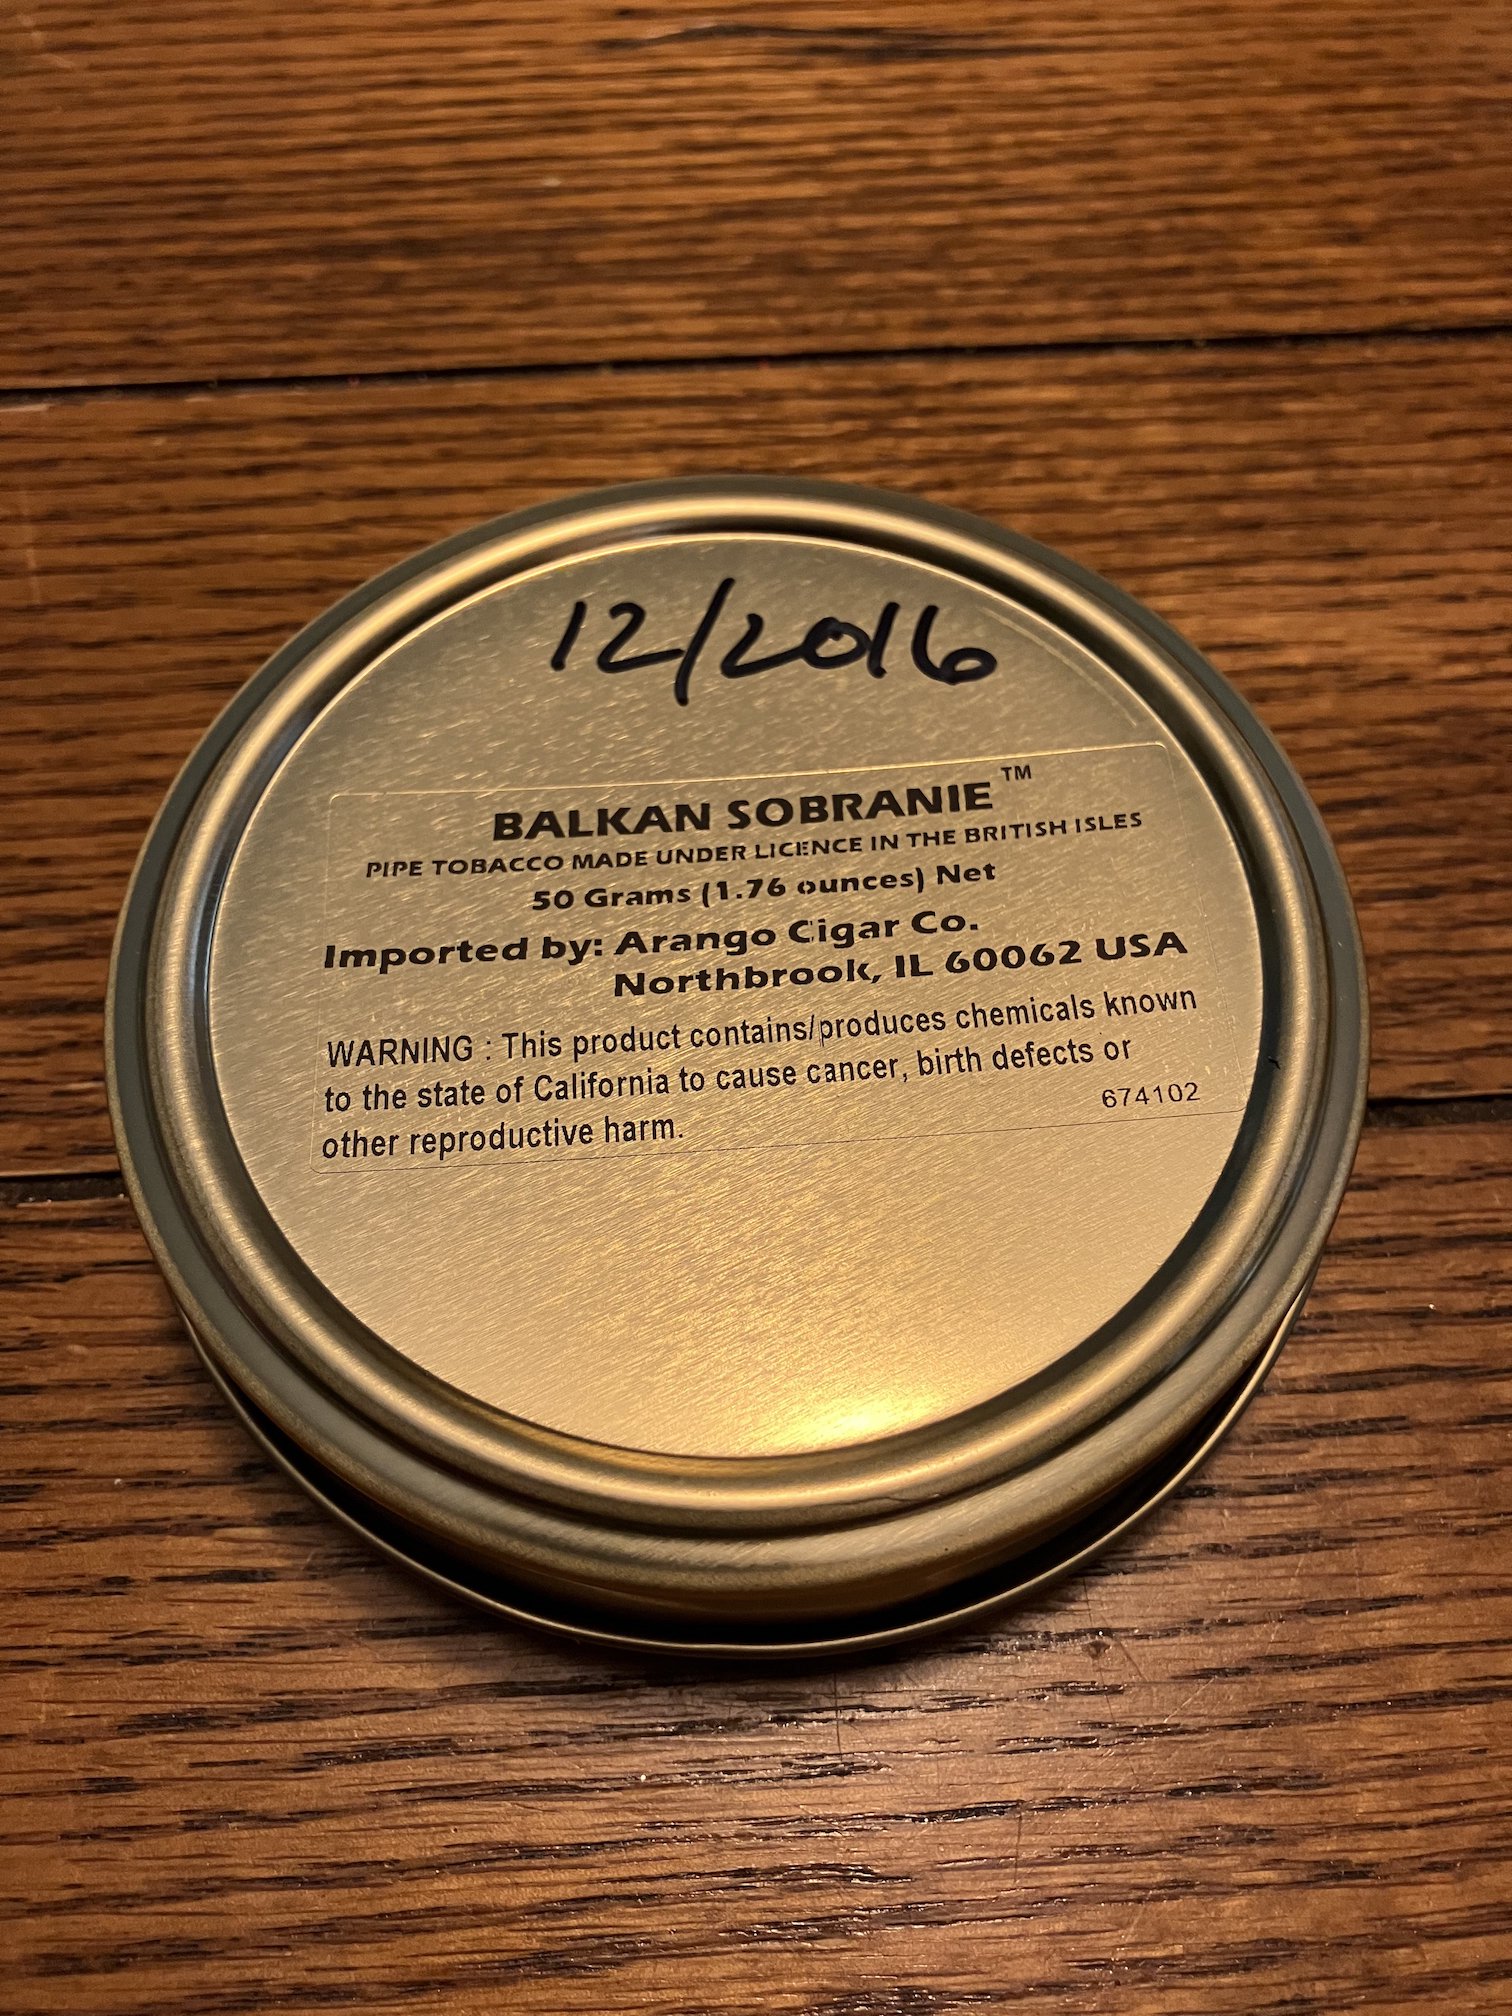 12/2016
BALKAN SOBRANIE™
PIPE TOBACCO MADE UNDER LICENCE IN THE BRITISH ISLES
50 Grams (1.76 ounces) Net
Imported by: Arango Cigar Co.
Northbrook, IL 60062 USA
WARNING : This product contains/produces chemicals known
to the state of California to cause cancer, birth defects or
other reproductive harm.
674102